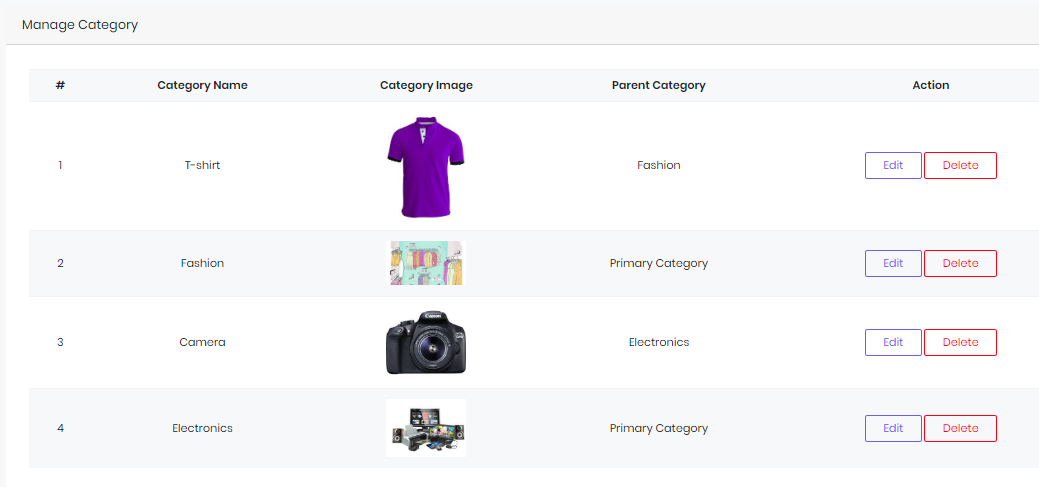 Manage Category
# Category Name Category Image Parent Category Action
1 T-shirt Fashion Edit Delete
2 Fashion Primary Category Edit Delete
Canon
3 Camera Electronics Edit Delete
4 Electronics Primary Category Edit Delete